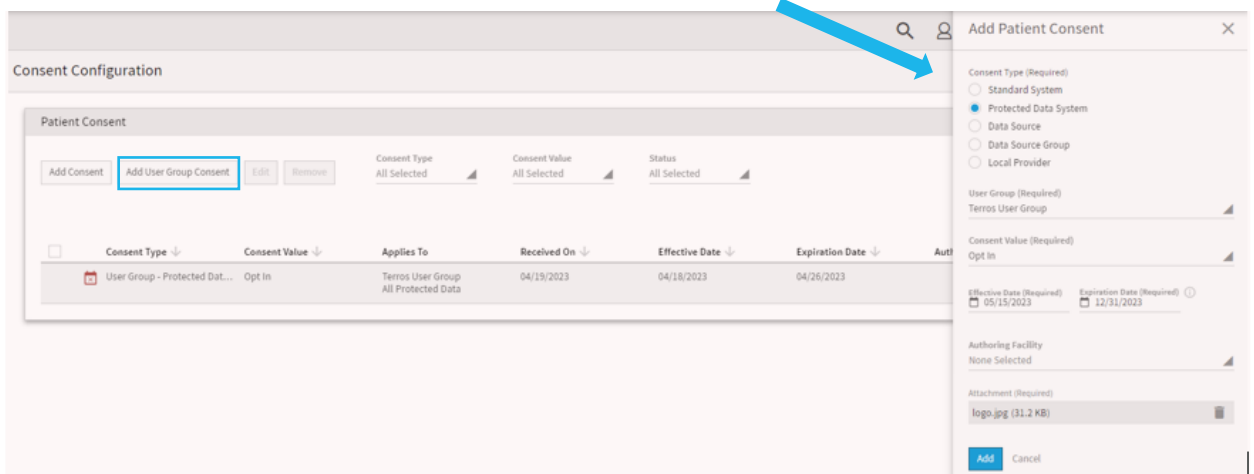 Consent Configuration
Patient Consent
Add Consent
Add User Group Consent
Edit
Remove
Consent Type
All Selected
Consent Value
All Selected
Status
All Selected
Consent Type Consent Value Applies To Received On Effective Date Expiration Date Auth
User Group - Protected Dat... Opt In Terros User Group 04/19/2023 04/18/2023 04/26/2023
All Protected Data
Add Patient Consent
Consent Type (Required)
Standard System
Protected Data System
Data Source
Data Source Group
Local Provider
User Group (Required)
Terros User Group
Consent Value (Required)
Opt In
Effective Date (Required) Expiration Date (Required)
05/15/2023 12/31/2023
Authoring Facility
None Selected
Attachment (Required)
logo.jpg (31.2 KB)
Add Cancel